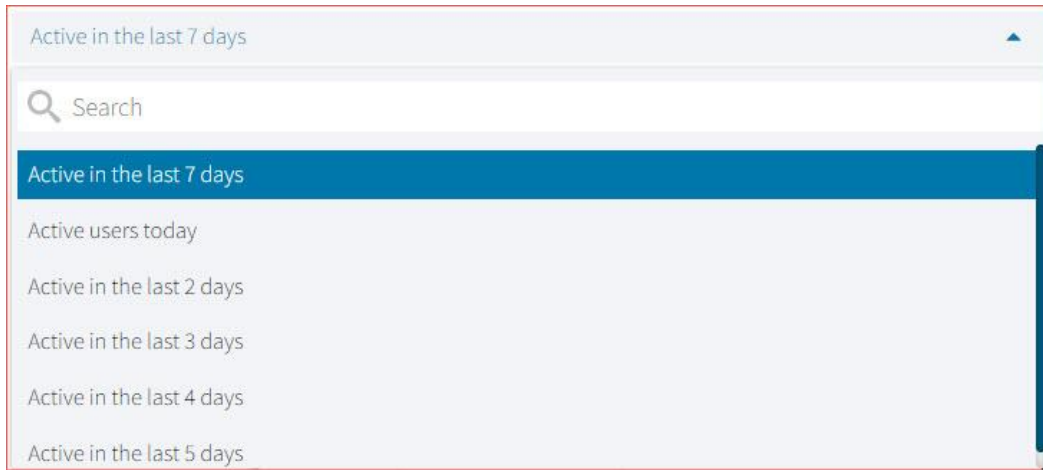 Active in the last 7 days
Search
Active in the last 7 days
Active users today
Active in the last 2 days
Active in the last 3 days
Active in the last 4 days
Active in the last 5 days